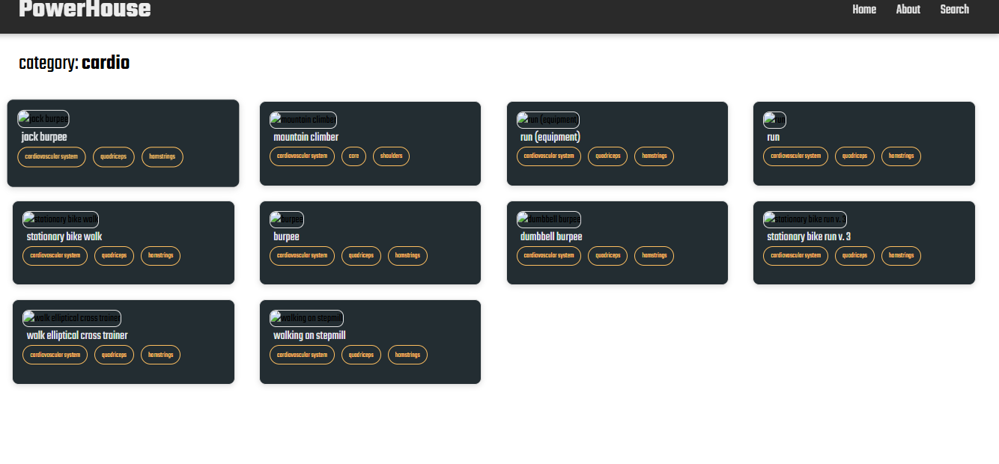 PowerHouse
Home About Search
category: cardio
jack burpee
jack burpee
cardiovascular system quadriceps hamstrings
mountain climber
mountain climber
cardiovascular system core shoulders
run (equipment)
run (equipment)
cardiovascular system quadriceps hamstrings
run
run
cardiovascular system quadriceps hamstrings
stationary bike walk
stationary bike walk
cardiovascular system quadriceps hamstrings
burpee
burpee
cardiovascular system quadriceps hamstrings
dumbbell burpee
dumbbell burpee
cardiovascular system quadriceps hamstrings
stationary bike run v. 3
stationary bike run v. 3
cardiovascular system quadriceps hamstrings
walk elliptical cross trainer
walk elliptical cross trainer
cardiovascular system quadriceps hamstrings
walking on stepmill
walking on stepmill
cardiovascular system quadriceps hamstrings